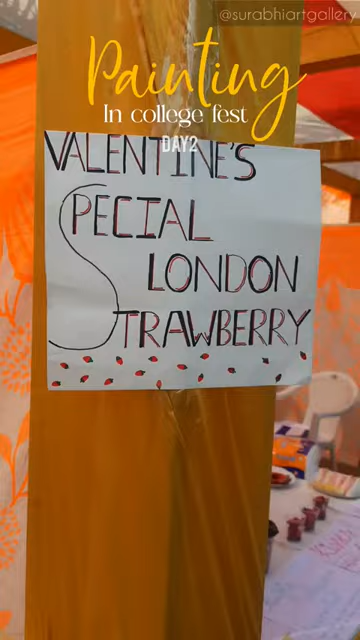 @surabhiartgallery
Painting
In college fest
DAY2
VALENTINE'S
SPECIAL
LONDON
STRAWBERRY